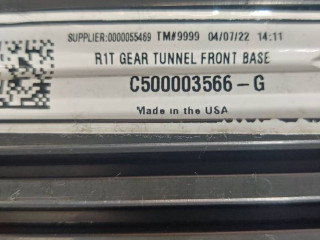 SUPPLIER:0000055469 TM#9999 04/07/22 14:11
R1T GEAR TUNNEL FRONT BASE
C500003566-G
Made in the USA